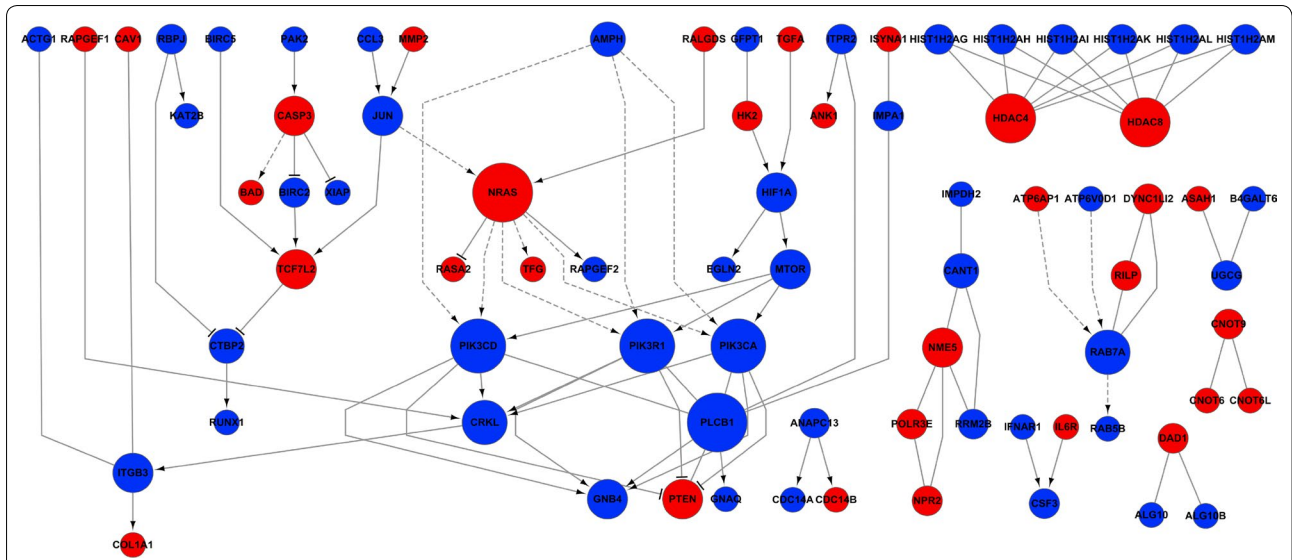 ACTG1 RAPGEF1 CAV1 RBPJ BIRC5 PAK2 CCL3 MMP2 AMPH RALGDS GFPT1 TGFA ITPR2 ISYNA1 HIST1H2AG HIST1H2AH HIST1H2AI HIST1H2AK HIST1H2AL HIST1H2AM
KAT2B CASP3 JUN HK2 ANK1 IMPA1 HDAC4 HDAC8
BAD BIRC2 XIAP NRAS HIF1A IMPDH2 ATP6AP1 ATP6V0D1 DYNC1LI2 ASAH1 B4GALT6
TCF7L2 RASA2 TFG RAPGEF2 EGLN2 MTOR CANT1 RILP UGCG
CTBP2 PIK3CD PIK3R1 PIK3CA NME5 RAB7A CNOT9
RUNX1 CRKL PLCB1 ANAPC13 POLR3E RRM2B IFNAR1 IL6R RAB5B CNOT6 CNOT6L
ITGB3 GNB4 PTEN GNAQ CDC14A CDC14B NPR2 CSF3 DAD1
COL1A1 ALG10 ALG10B